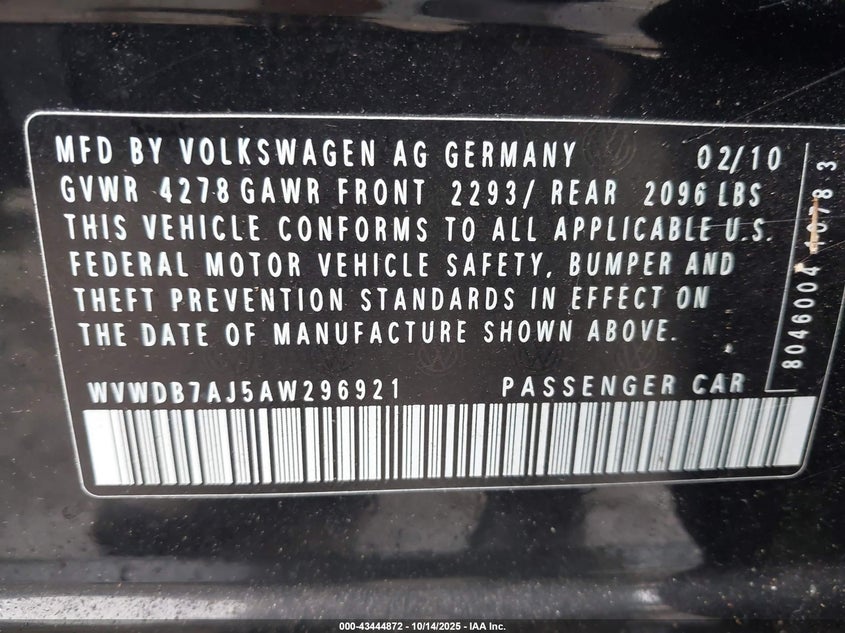 MFD BY VOLKSWAGEN AG GERMANY 02/10
GVWR 4278 GAWR FRONT 2293/ REAR 2096 LBS
THIS VEHICLE CONFORMS TO ALL APPLICABLE U.S.
FEDERAL MOTOR VEHICLE SAFETY, BUMPER AND
THEFT PREVENTION STANDARDS IN EFFECT ON
THE DATE OF MANUFACTURE SHOWN ABOVE.
WVWDB7AJ5AW296921 PASSENGER CAR
8046004
000-43444872 - 10/14/2025 - IAA Inc.